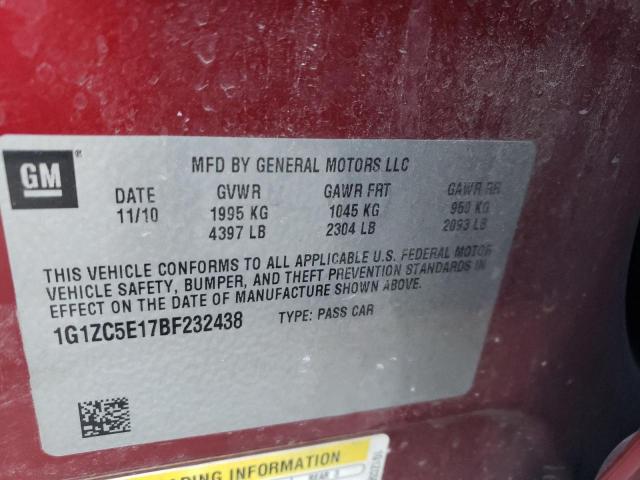 GM
MFD BY GENERAL MOTORS LLC
DATE GVWR GAWR FRT GAWR RR
11/10 1995 KG 1045 KG 950 KG
4397 LB 2304 LB 2093 LB
THIS VEHICLE CONFORMS TO ALL APPLICABLE U.S. FEDERAL MOTOR
VEHICLE SAFETY, BUMPER, AND THEFT PREVENTION STANDARDS IN
EFFECT ON THE DATE OF MANUFACTURE SHOWN ABOVE.
1G1ZC5E17BF232438 TYPE: PASS CAR
INFORMATION
REAR